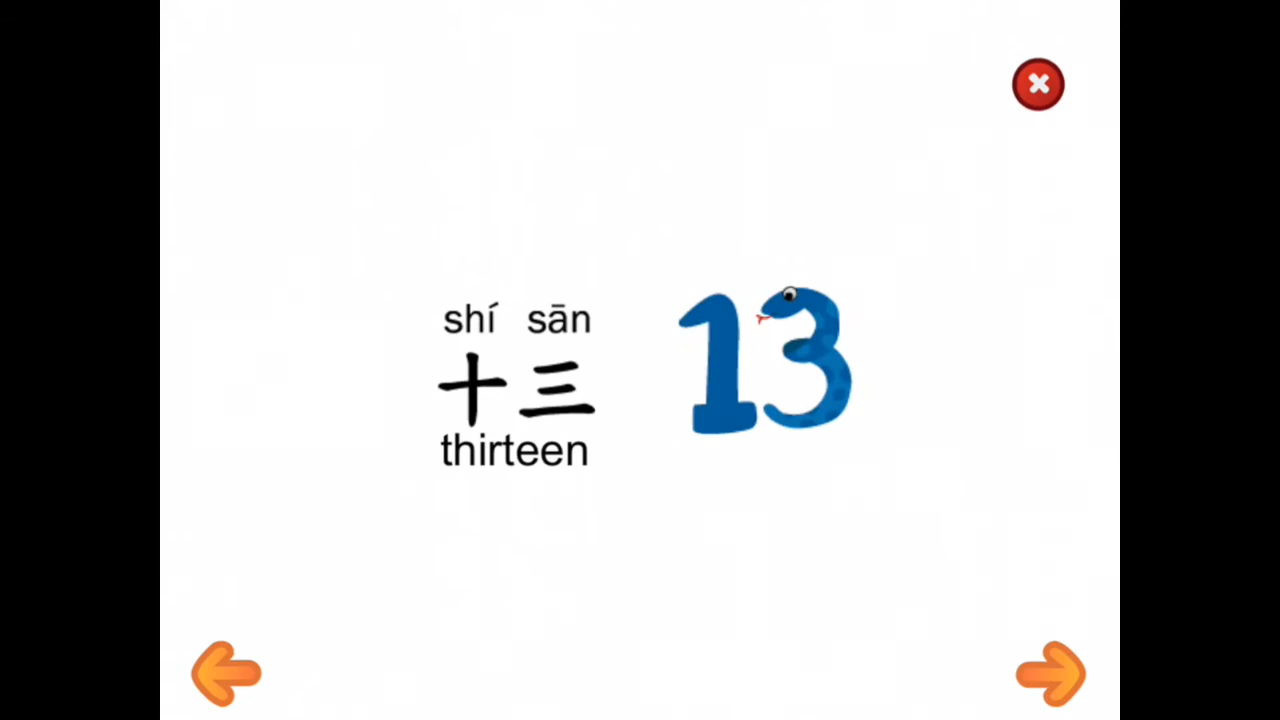 shí sān
十三
thirteen
13